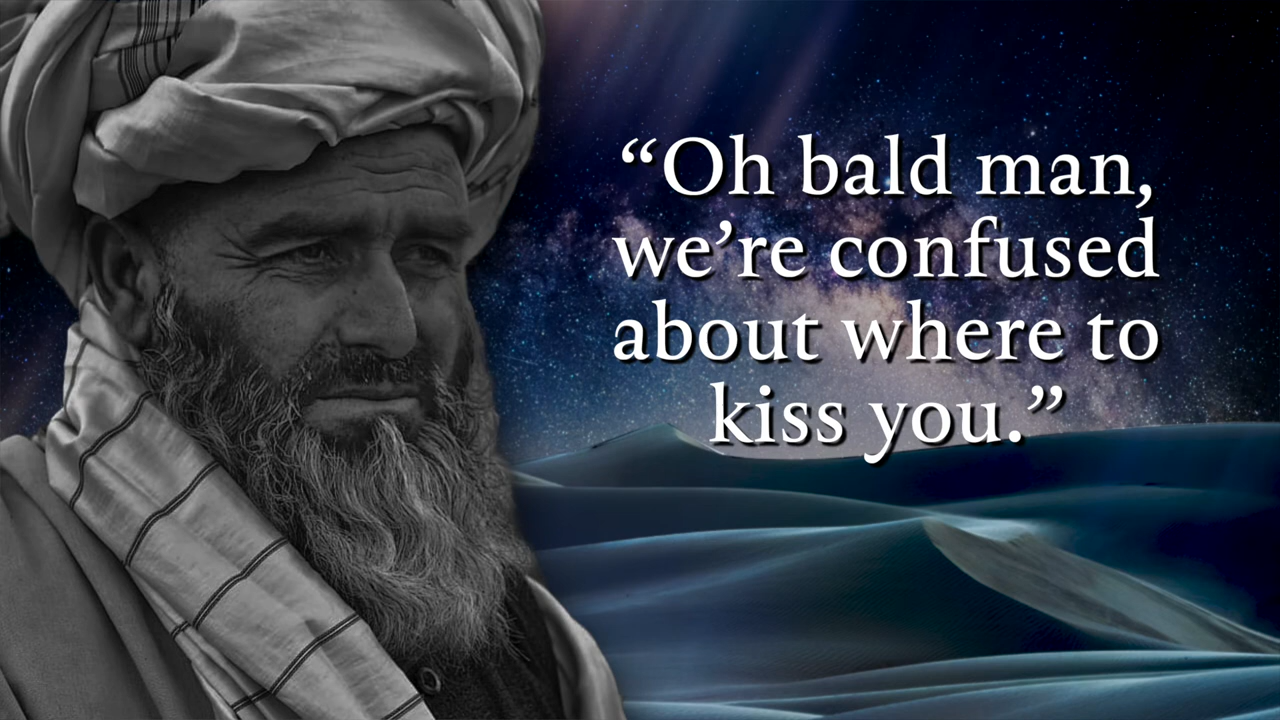 “Oh bald man,
we’re confused
about where to
kiss you.”